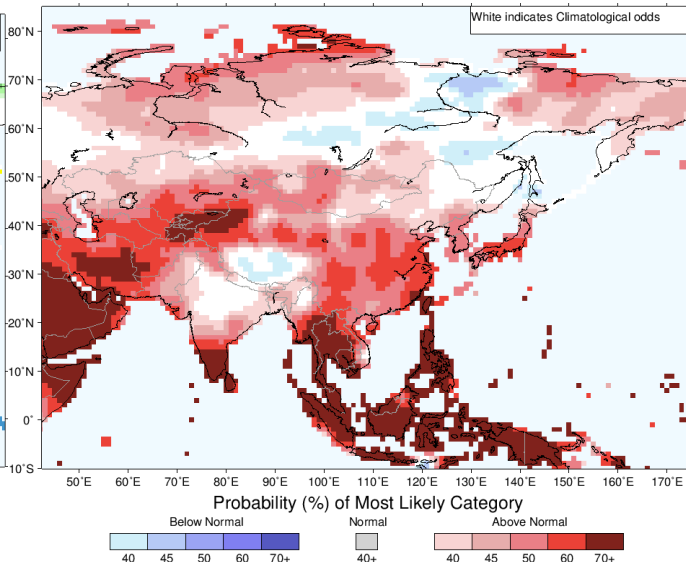 White indicates Climatological odds
80°N
70°N
60°N
50°N
40°N
30°N
20°N
10°N
0°
10°S
50°E 60°E 70°E 80°E 90°E 100°E 110°E 120°E 130°E 140°E 150°E 160°E 170°E
Probability (%) of Most Likely Category
Below Normal Normal Above Normal
40 45 50 60 70+ 40+ 40 45 50 60 70+